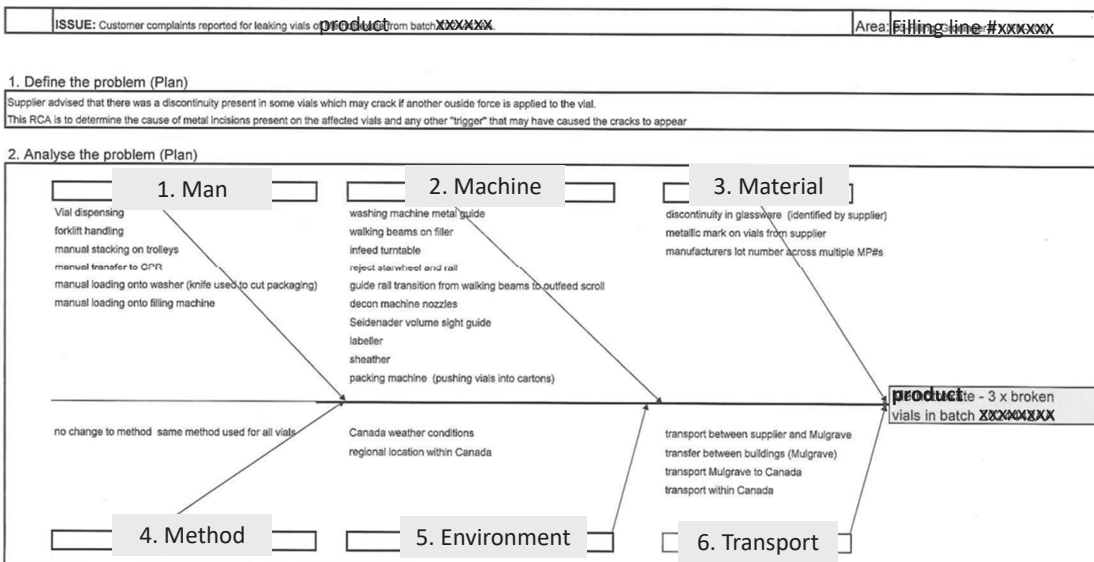 ISSUE: Customer complaints reported for leaking vials of product from batch XXXXXX.
Area: Filling line #xxxxxx
1. Define the problem (Plan)
Supplier advised that there was a discontinuity present in some vials which may crack if another ouside force is applied to the vial.
This RCA is to determine the cause of metal incisions present on the affected vials and any other "trigger" that may have caused the cracks to appear
2. Analyse the problem (Plan)
1. Man
Vial dispensing
forklift handling
manual stacking on trolleys
manual transfer to CPR
manual loading onto washer (knife used to cut packaging)
manual loading onto filling machine
2. Machine
washing machine metal guide
walking beams on filler
infeed turntable
reject starwheel and rail
guide rail transition from walking beams to outfeed scroll
decon machine nozzles
Seidenader volume sight guide
labeller
sheather
packing machine (pushing vials into cartons)
3. Material
discontinuity in glassware (identified by supplier)
metallic mark on vials from supplier
manufacturers lot number across multiple MP#s
product - 3 x broken
vials in batch XXXXXXX
no change to method same method used for all vials
4. Method
Canada weather conditions
regional location within Canada
5. Environment
transport between supplier and Mulgrave
transfer between buildings (Mulgrave)
transport Mulgrave to Canada
transport within Canada
6. Transport